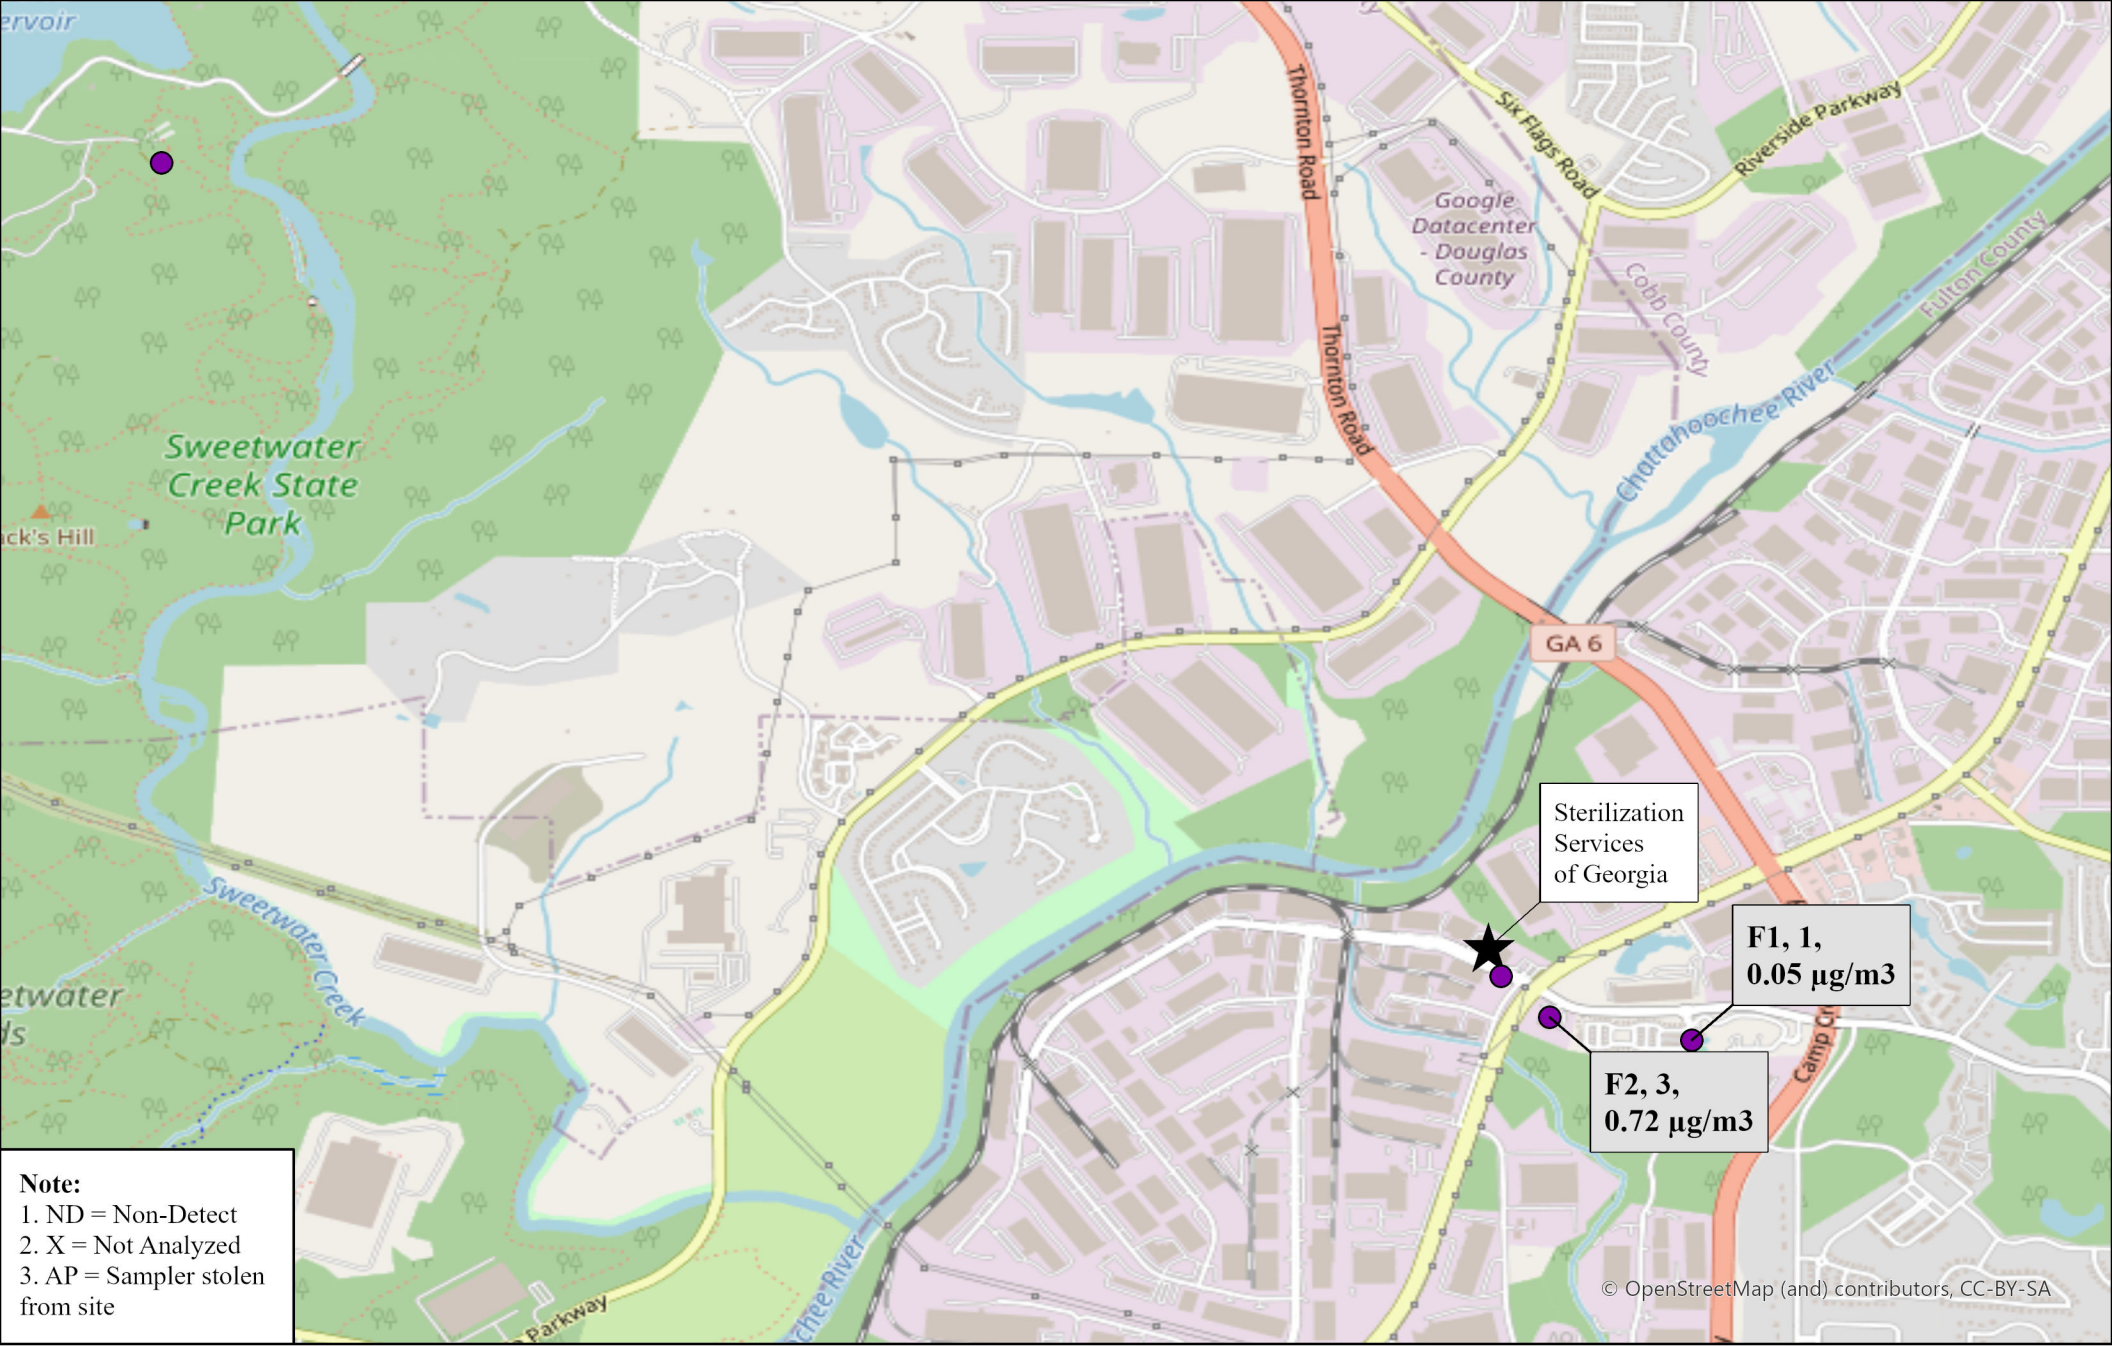 ervoir
Thornton Road
Six Flags Road
Riverside Parkway
Google
Datacenter
- Douglas
County
Cobb County
Fulton County
Thornton Road
Chattahoochee River
Sweetwater
Creek State
Park
ack's Hill
GA 6
Sterilization
Services
of Georgia
Sweetwater Creek
F1, 1,
0.05 µg/m3
etwater
ds
Camp Cr
F2, 3,
0.72 µg/m3
Note:
1. ND = Non-Detect
2. X = Not Analyzed
3. AP = Sampler stolen
from site
Parkway
chee River
© OpenStreetMap (and) contributors, CC-BY-SA